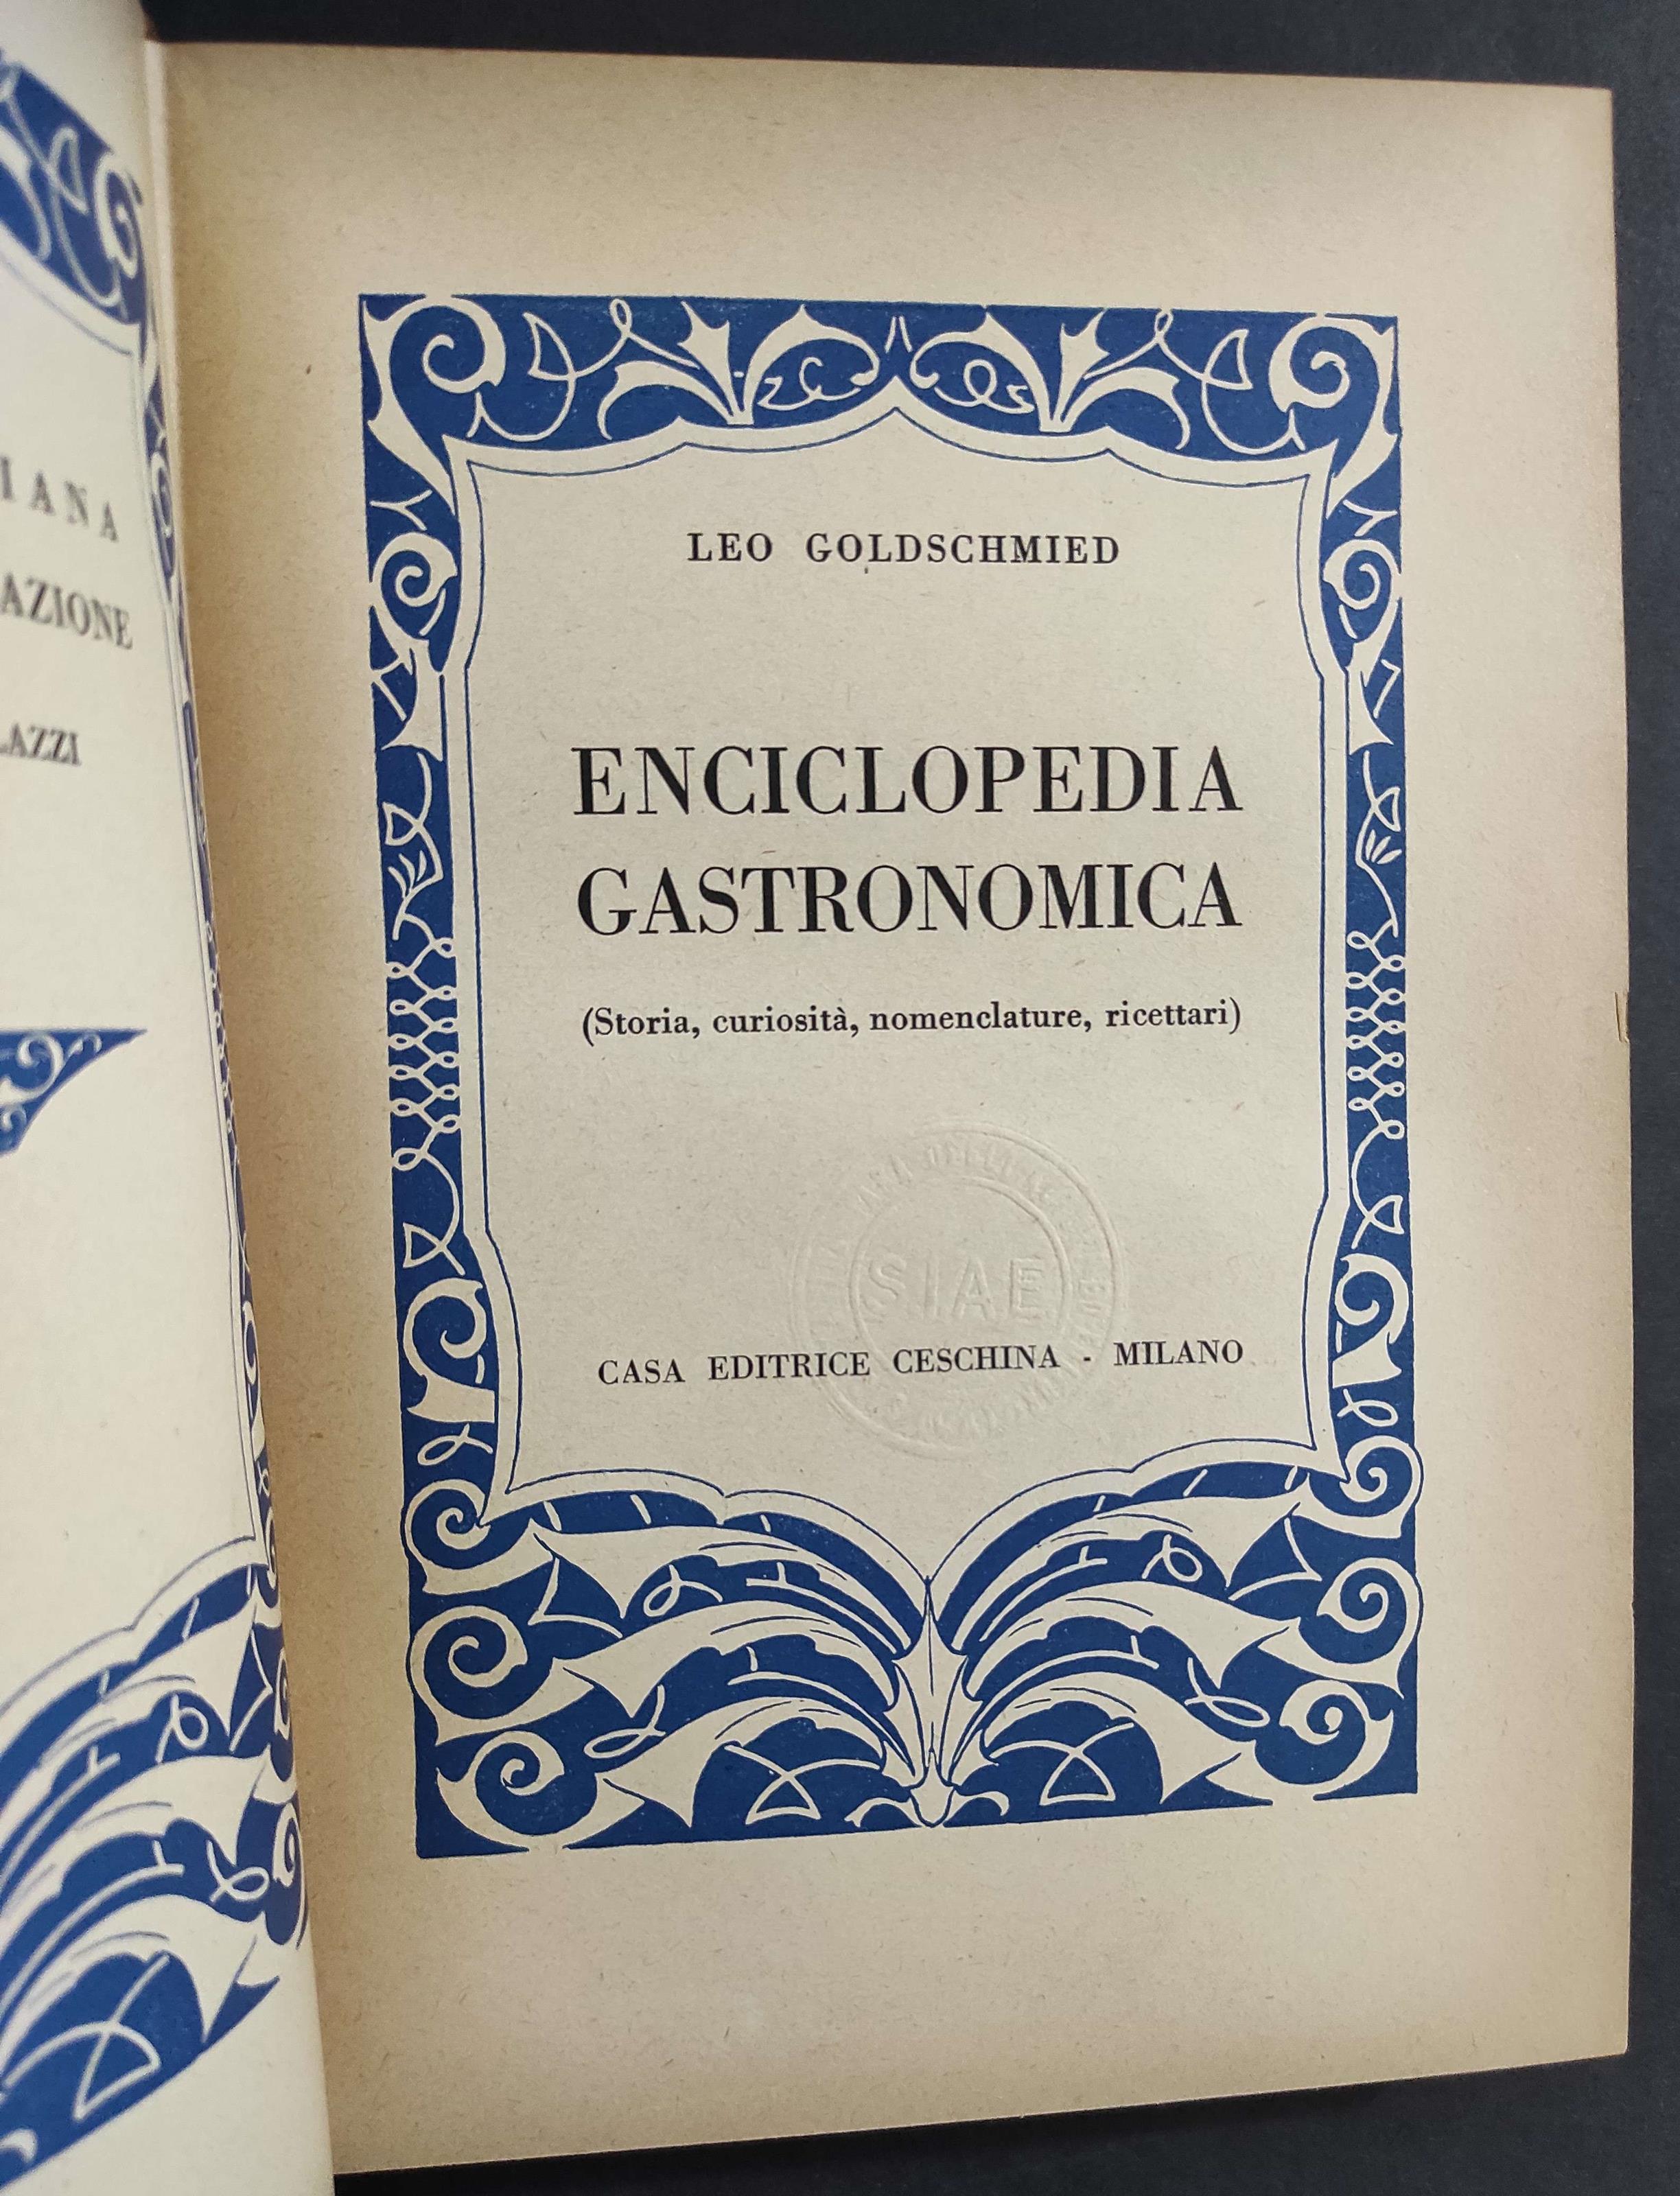 IANA
AZIONE
LAZZI
LEO GOLDSCHMIED
ENCICLOPEDIA
GASTRONOMICA
(Storia, curiosità, nomenclature, ricettari)
S.I.A.E.
CASA EDITRICE CESCHINA - MILANO